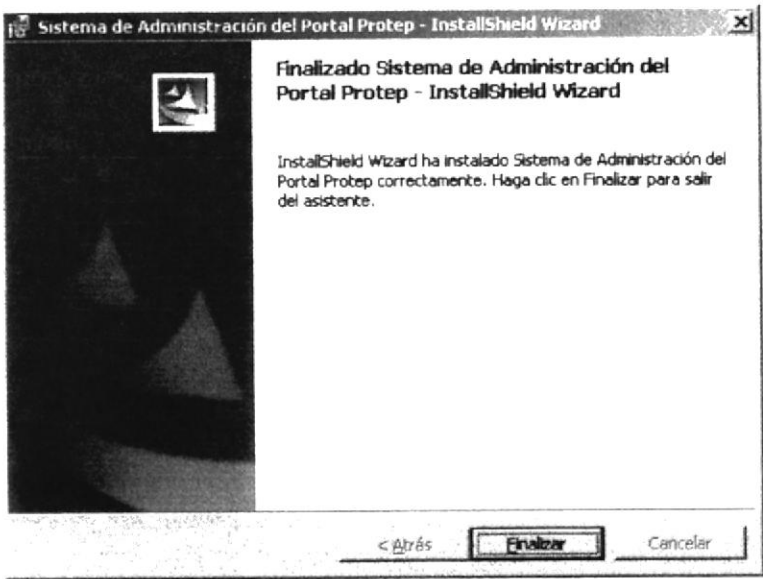 Sistema de Administración del Portal Protep - InstallShield Wizard
Finalizado Sistema de Administración del
Portal Protep - InstallShield Wizard
InstallShield Wizard ha instalado Sistema de Administración del
Portal Protep correctamente. Haga clic en Finalizar para salir
del asistente.
< Atrás
Finalizar
Cancelar